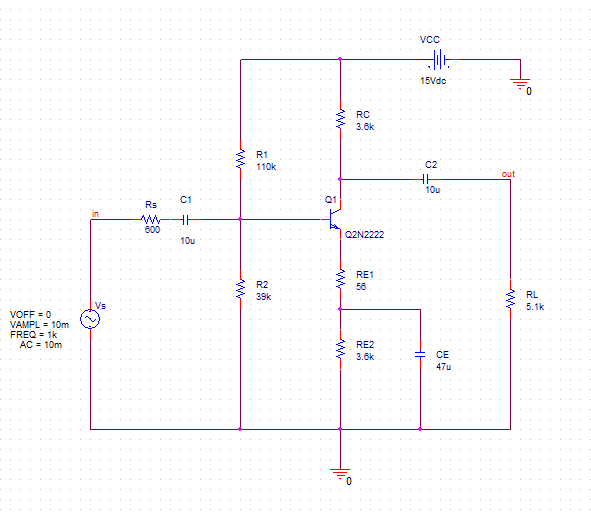 VCC
15Vdc
0
RC
3.6k
R1
110k
C2
10u
out
Rs
600
C1
10u
in
Q1
Q2N2222
R2
39k
RE1
56
RL
5.1k
Vs
VOFF = 0
VAMPL = 10m
FREQ = 1k
AC = 10m
RE2
3.6k
CE
47u
0